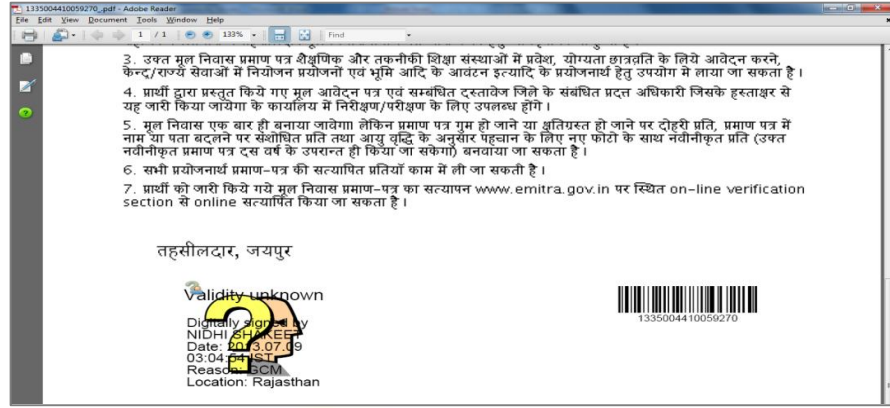 1335004410059270_.pdf - Adobe Reader
File Edit View Document Tools Window Help
1 / 1 133% Find
3. उक्त मूल निवास प्रमाण पत्र शैक्षणिक और तकनीकी शिक्षा संस्थाओं में प्रवेश, योग्यता छात्रव्रति के लिये आवेदन करने,
केन्द्र/राज्य सेवाओं में नियोजन प्रयोजनों एवं भूमि आदि के आवंटन इत्यादि के प्रयोजनार्थ हेतु उपयोग मे लाया जा सकता है।
4. प्रार्थी द्वारा प्रस्तुत किये गए मूल आवेदन पत्र एवं सम्बंधित दस्तावेज जिले के संबंधित प्रदत्त अधिकारी जिसके हस्ताक्षर से
यह जारी किया जायेगा के कार्यालय में निरीक्षण/परीक्षण के लिए उपलब्ध होंगे।
5. मूल निवास एक बार ही बनाया जावेगा। लेकिन प्रमाण पत्र गुम हो जाने या क्षतिग्रस्त हो जाने पर दोहरी प्रति, प्रमाण पत्र में
नाम या पता बदलने पर संशोधित प्रति तथा आयु वृद्धि के अनुसार पहचान के लिए नए फोटो के साथ नवीनीकृत प्रति (उक्त
नवीनीकृत प्रमाण पत्र दस वर्ष के उपरान्त ही किया जा सकेगा) बनवाया जा सकता है।
6. सभी प्रयोजनार्थ प्रमाण-पत्र की सत्यापित प्रतियाँ काम में ली जा सकती है।
7. प्रार्थी को जारी किये गये मूल निवास प्रमाण-पत्र का सत्यापन www.emitra.gov.in पर स्थित on-line verification
section से online सत्यापित किया जा सकता है।
तहसीलदार, जयपुर
Validity unknown
Digitally signed by
NIDHI SHAKEET
Date: 2013.07.09
03:04:54 IST
Reason: GCM
Location: Rajasthan
1335004410059270